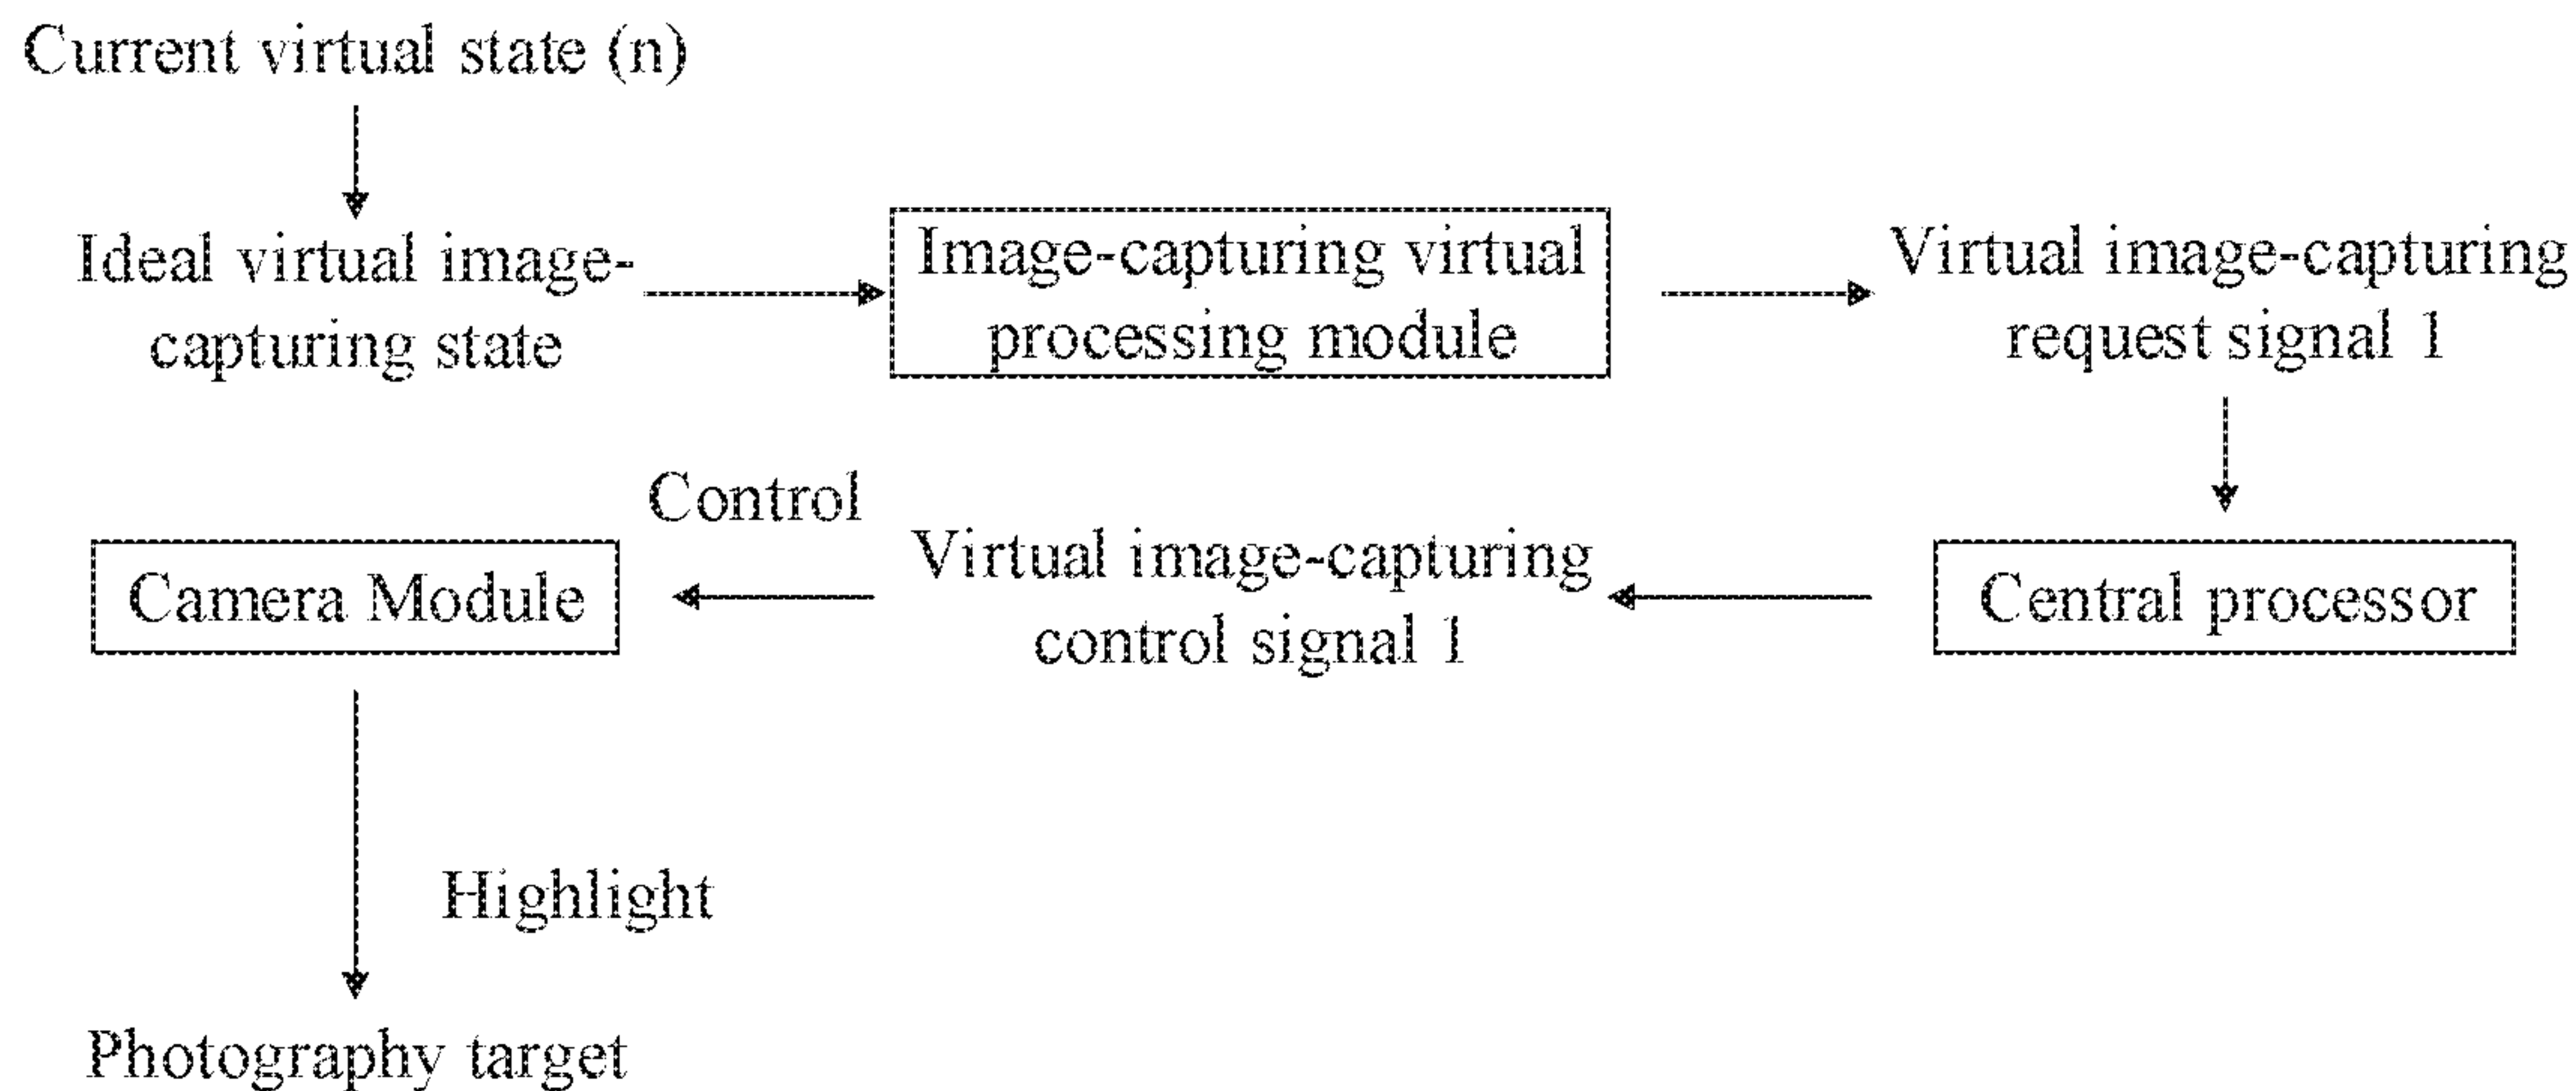 Current virtual state (n)
Ideal virtual image-
capturing state
Image-capturing virtual
processing module
Virtual image-capturing
request signal 1
Central processor
Virtual image-capturing
control signal 1
Control
Camera Module
Highlight
Photography target